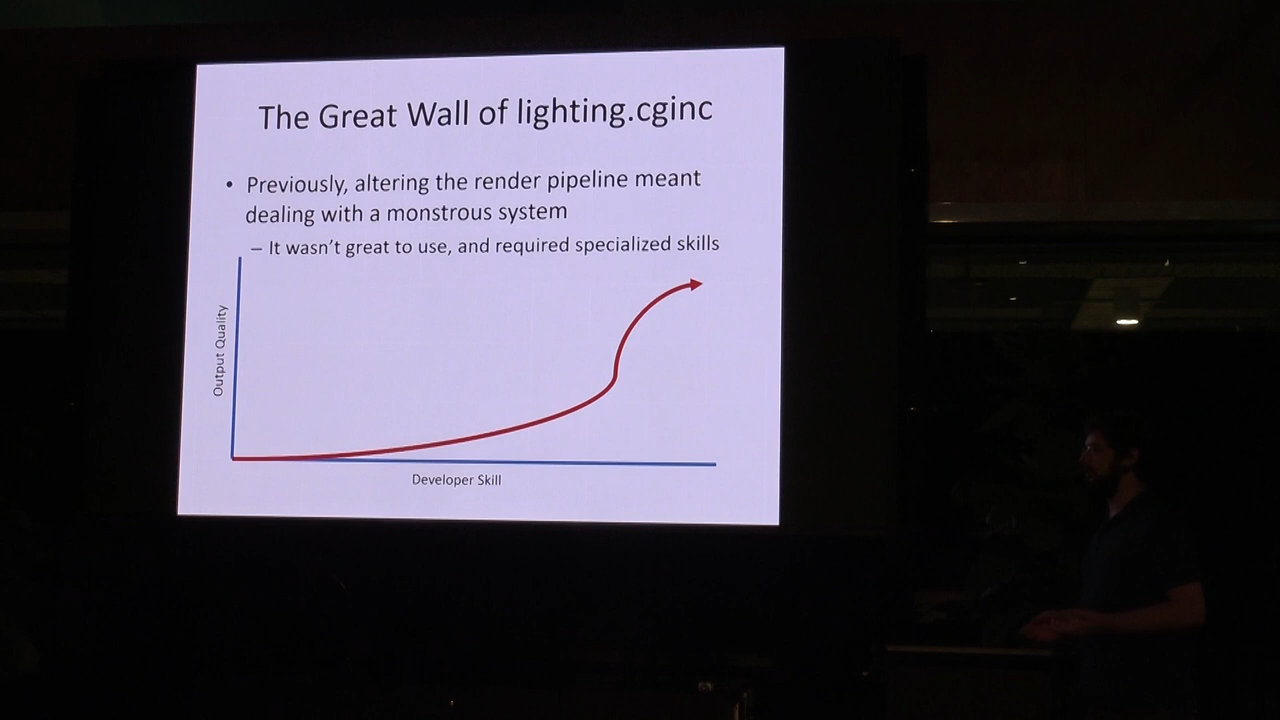 The Great Wall of lighting.cginc
• Previously, altering the render pipeline meant
dealing with a monstrous system
– It wasn't great to use, and required specialized skills
Output Quality
Developer Skill